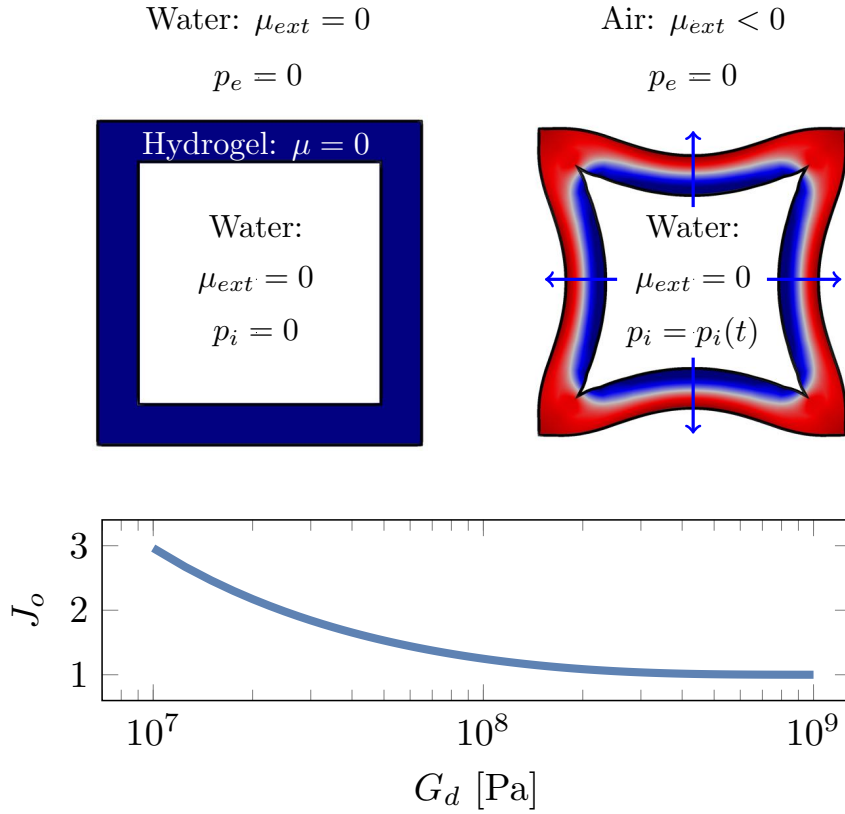 Water: μ_ext = 0
p_e = 0
Hydrogel: μ = 0
Water:
μ_ext = 0
p_i = 0
Air: μ_ext < 0
p_e = 0
Water:
μ_ext = 0
p_i = p_i(t)
J_o
3
2
1
10^7 10^8 10^9
G_d [Pa]